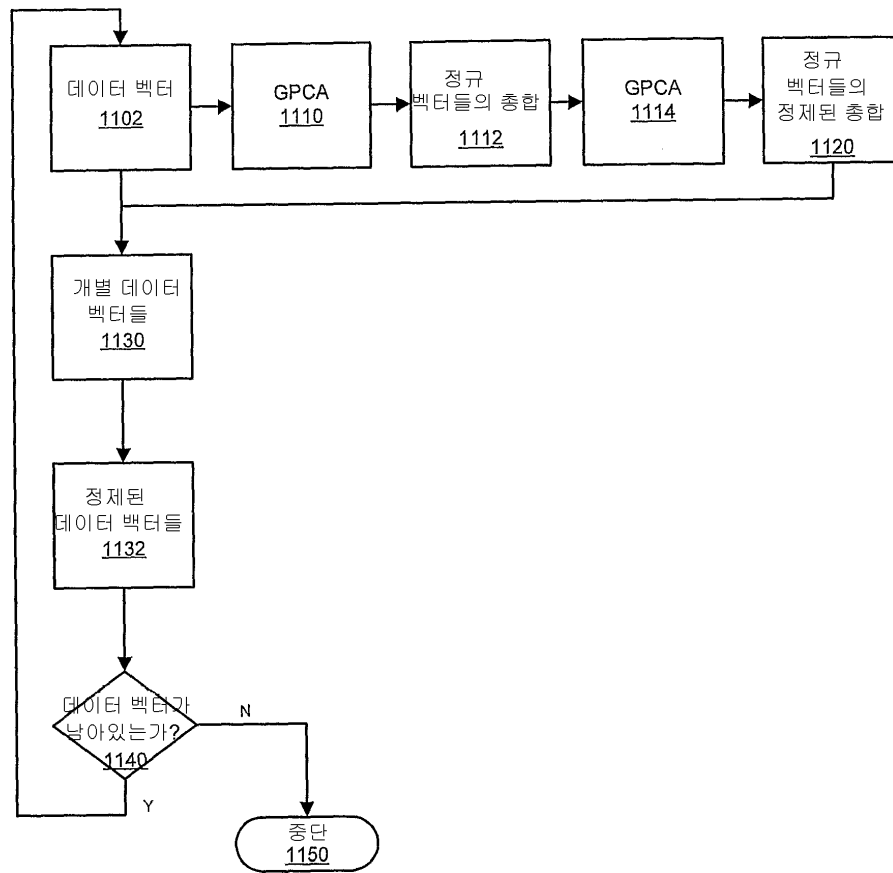 데이터 벡터
1102
GPCA
1110
정규
벡터들의 총합
1112
GPCA
1114
정규
벡터들의
정제된 총합
1120
개별 데이터
벡터들
1130
정제된
데이터 백터들
1132
데이터 벡터가
남아있는가?
1140
N
Y
중단
1150